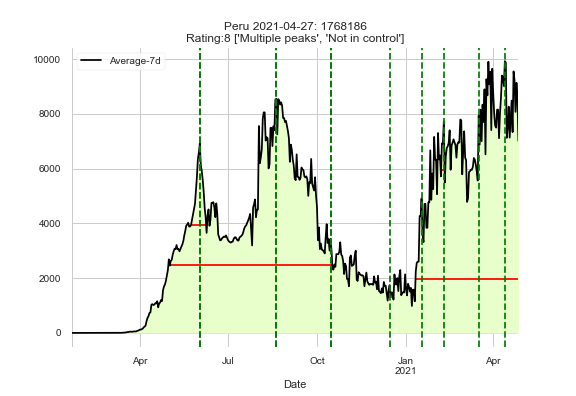 Peru 2021-04-27: 1768186
Rating:8 ['Multiple peaks', 'Not in control']
10000
Average-7d
8000
6000
4000
2000
0
Apr Jul Oct Jan Apr
2021
Date